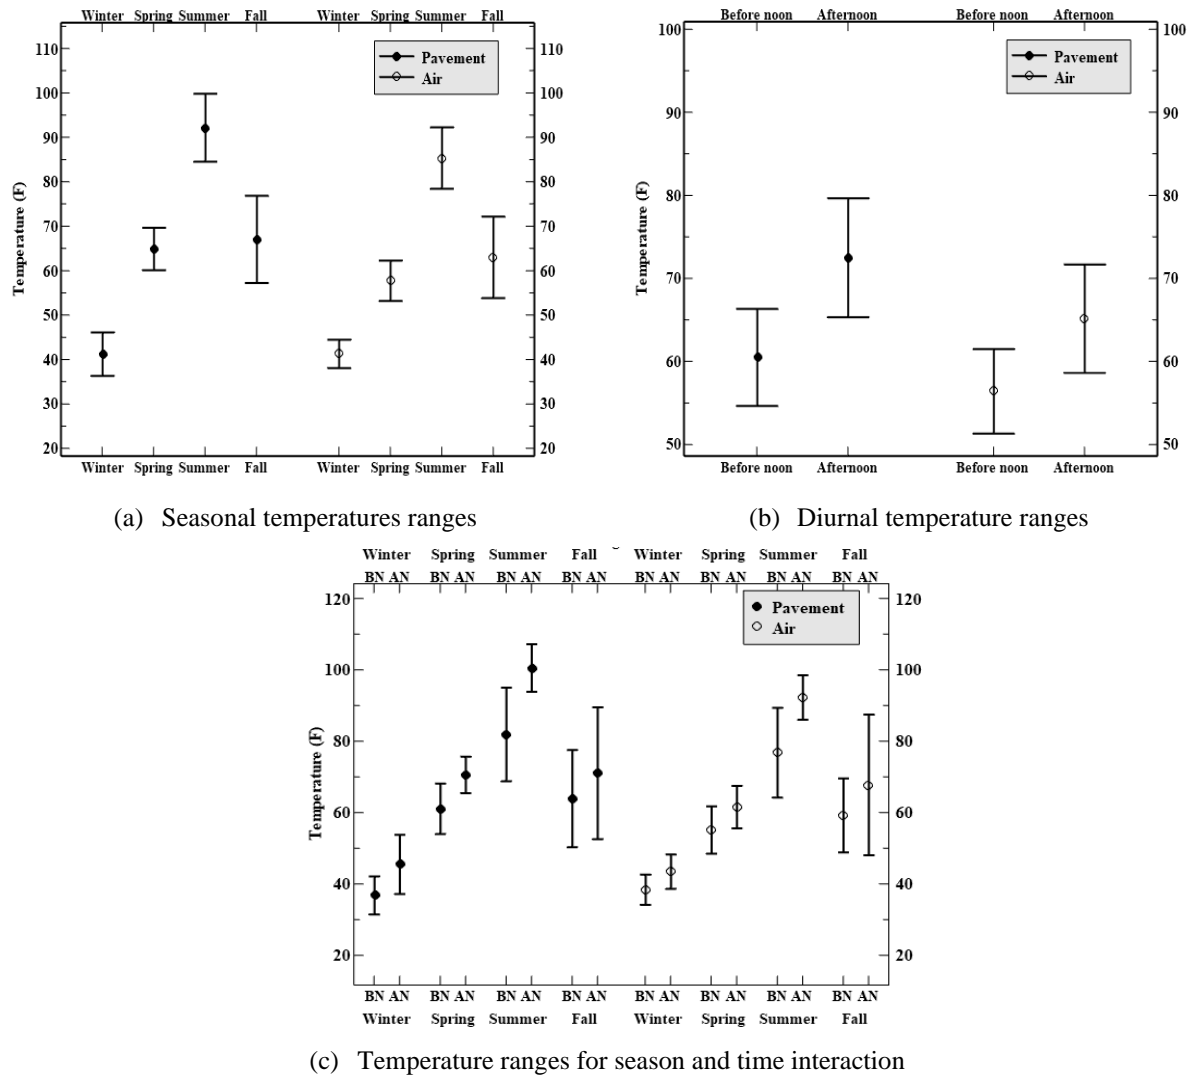 Winter Spring Summer Fall Winter Spring Summer Fall
Before noon Afternoon Before noon Afternoon
Pavement
Air
Pavement
Air
Temperature (F)
110 110
100 100
90 90
80 80
70 70
60 60
50 50
40 40
30 30
20 20
Temperature (F)
100 100
90 90
80 80
70 70
60 60
50 50
Winter Spring Summer Fall Winter Spring Summer Fall
Before noon Afternoon Before noon Afternoon
(a) Seasonal temperatures ranges
(b) Diurnal temperature ranges
Winter Spring Summer Fall Winter Spring Summer Fall
BN AN BN AN BN AN BN AN BN AN BN AN BN AN BN AN
Pavement
Air
Temperature (F)
120 120
100 100
80 80
60 60
40 40
20 20
BN AN BN AN BN AN BN AN BN AN BN AN BN AN BN AN
Winter Spring Summer Fall Winter Spring Summer Fall
(c) Temperature ranges for season and time interaction